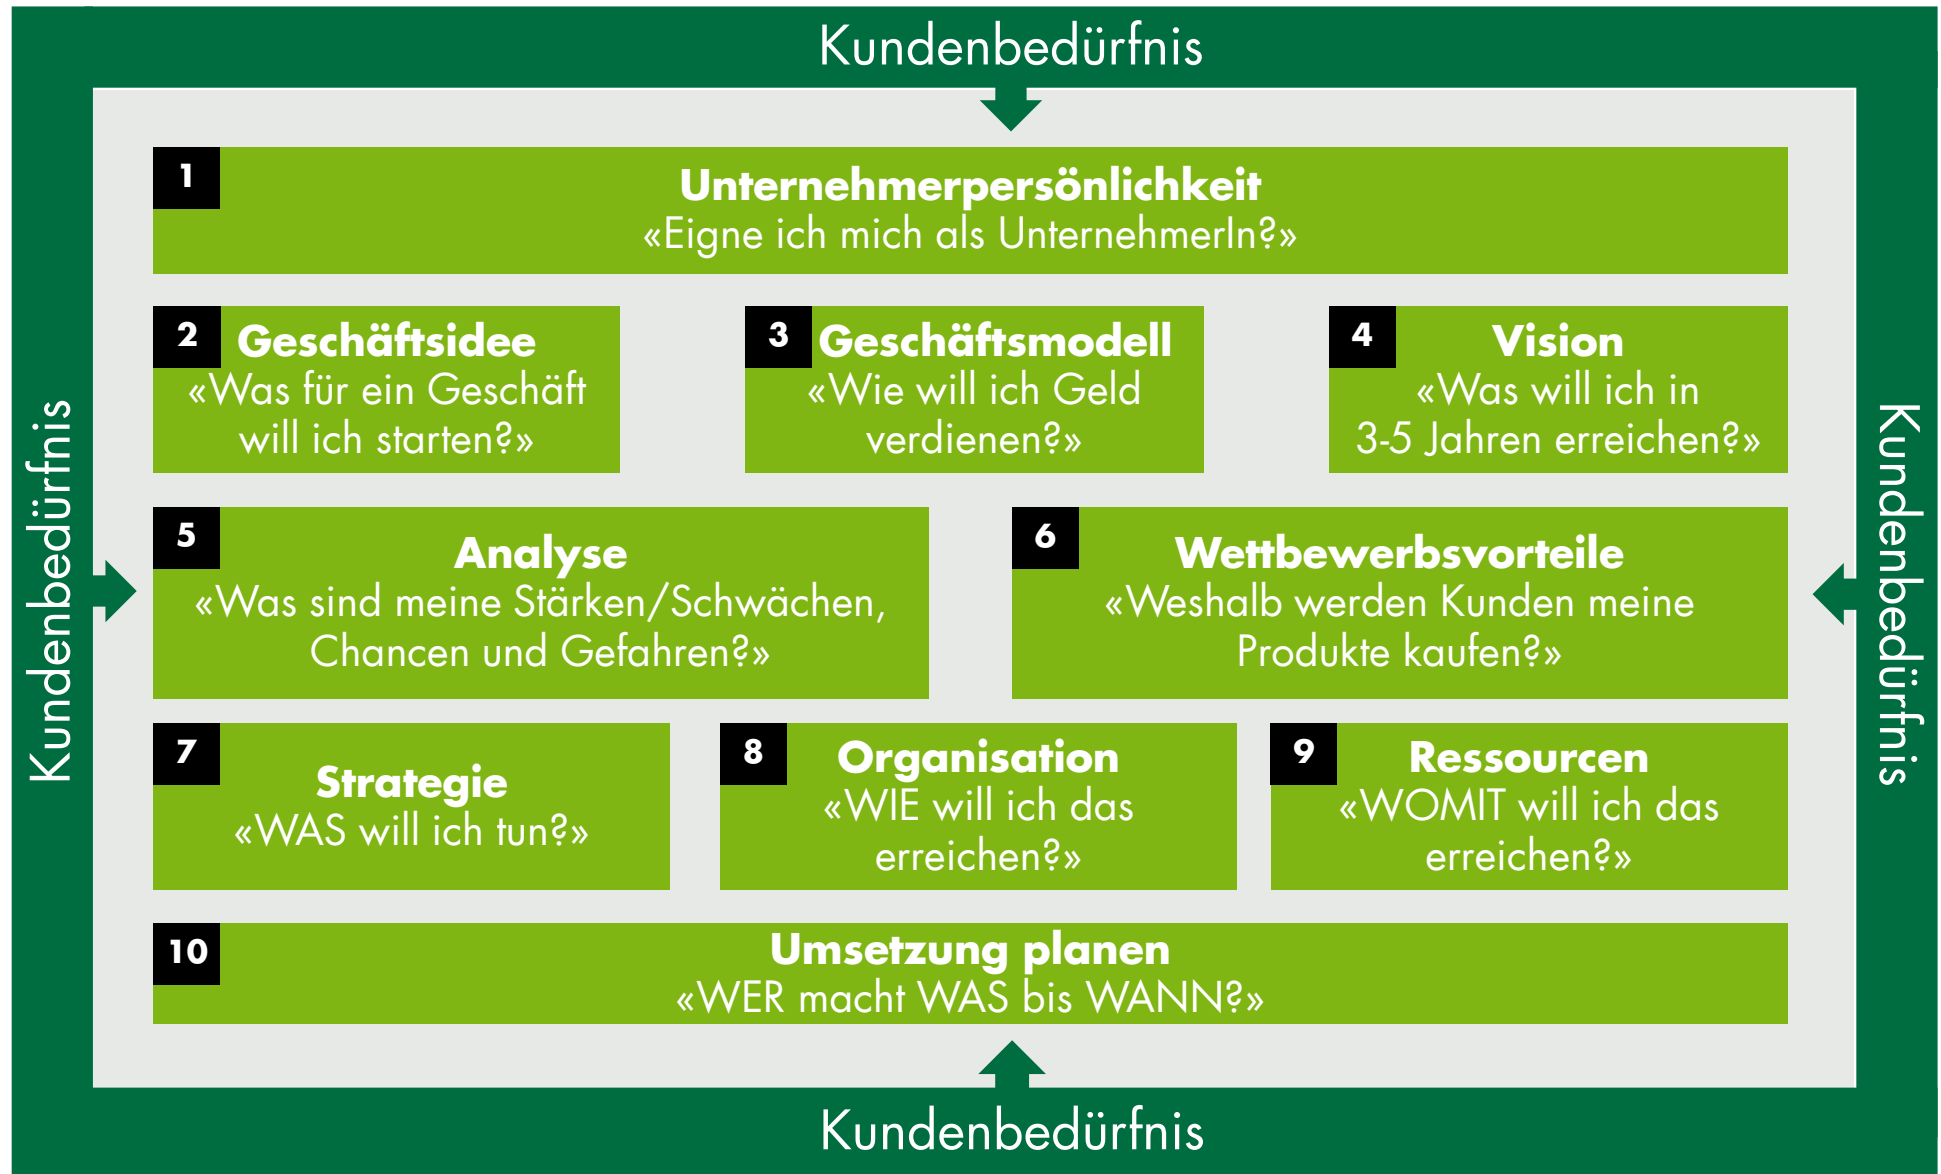 Kundenbedürfnis
1
Unternehmerpersönlichkeit
«Eigne ich mich als UnternehmerIn?»
2
Geschäftsidee
«Was für ein Geschäft
will ich starten?»
3
Geschäftsmodell
«Wie will ich Geld
verdienen?»
4
Vision
«Was will ich in
3-5 Jahren erreichen?»
Kundenbedürfnis
Kundenbedürfnis
5
Analyse
«Was sind meine Stärken/Schwächen,
Chancen und Gefahren?»
6
Wettbewerbsvorteile
«Weshalb werden Kunden meine
Produkte kaufen?»
7
Strategie
«WAS will ich tun?»
8
Organisation
«WIE will ich das
erreichen?»
9
Ressourcen
«WOMIT will ich das
erreichen?»
10
Umsetzung planen
«WER macht WAS bis WANN?»
Kundenbedürfnis